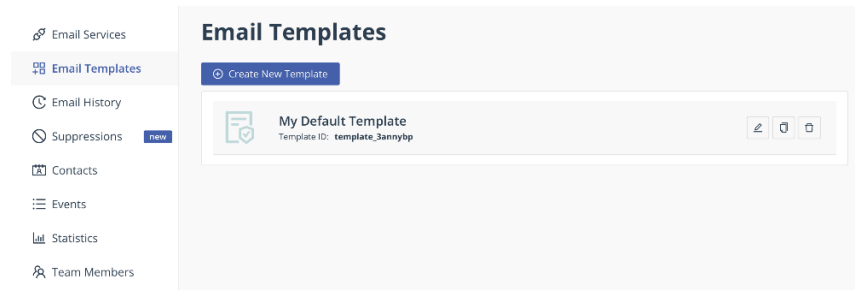 Email Services
Email Templates
Email History
Suppressions new
Contacts
Events
Statistics
Team Members
Email Templates
Create New Template
My Default Template
Template ID: template_3annybp